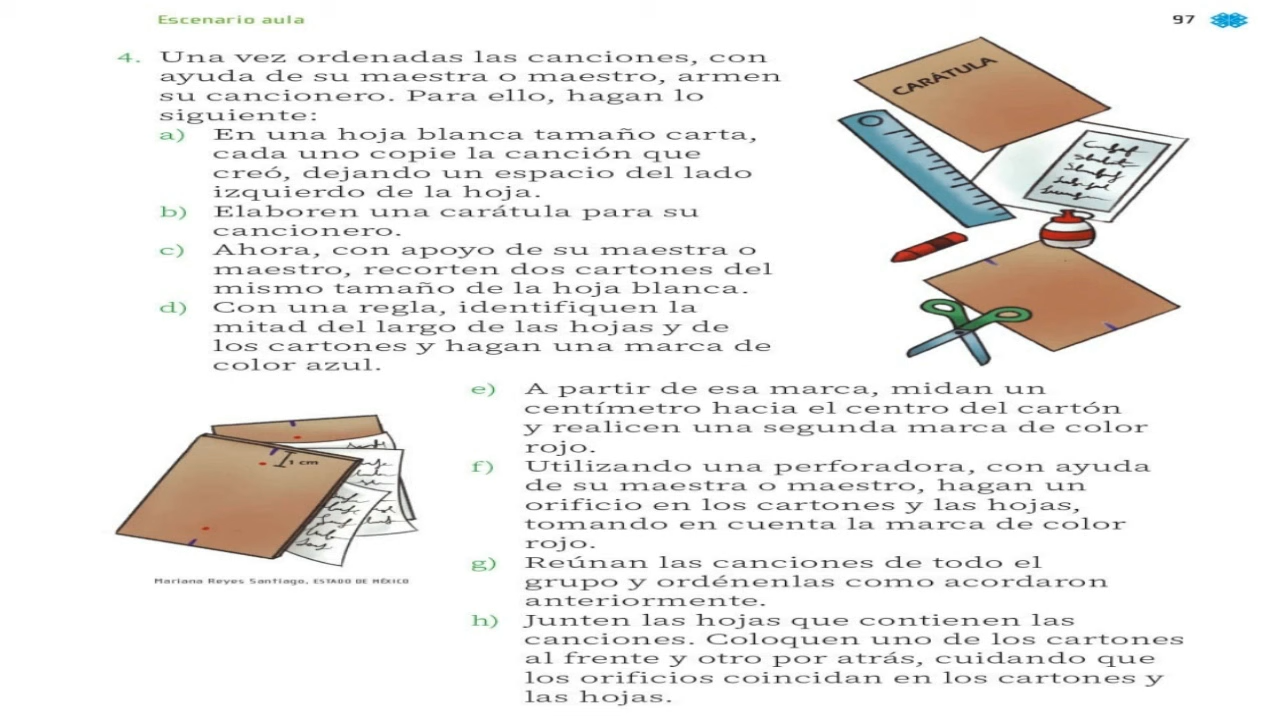 Escenario aula
97
4. Una vez ordenadas las canciones, con
ayuda de su maestra o maestro, armen
su cancionero. Para ello, hagan lo
siguiente:
a) En una hoja blanca tamaño carta,
cada uno copie la canción que
creó, dejando un espacio del lado
izquierdo de la hoja.
b) Elaboren una carátula para su
cancionero.
c) Ahora, con apoyo de su maestra o
maestro, recorten dos cartones del
mismo tamaño de la hoja blanca.
d) Con una regla, identifiquen la
mitad del largo de las hojas y de
los cartones y hagan una marca de
color azul.
CARÁTULA
e) A partir de esa marca, midan un
centímetro hacia el centro del cartón
y realicen una segunda marca de color
rojo.
f) Utilizando una perforadora, con ayuda
de su maestra o maestro, hagan un
orificio en los cartones y las hojas,
tomando en cuenta la marca de color
rojo.
g) Reúnan las canciones de todo el
grupo y ordénenlas como acordaron
anteriormente.
h) Junten las hojas que contienen las
canciones. Coloquen uno de los cartones
al frente y otro por atrás, cuidando que
los orificios coincidan en los cartones y
las hojas.
1 cm
Mariana Reyes Santiago, ESTADO DE MÉXICO